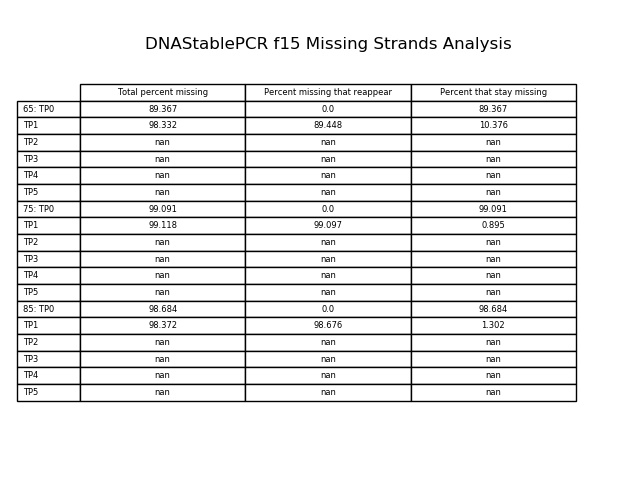 DNAStablePCR f15 Missing Strands Analysis
Total percent missing Percent missing that reappear Percent that stay missing
65: TP0 89.367 0.0 89.367
TP1 98.332 89.448 10.376
TP2 nan nan nan
TP3 nan nan nan
TP4 nan nan nan
TP5 nan nan nan
75: TP0 99.091 0.0 99.091
TP1 99.118 99.097 0.895
TP2 nan nan nan
TP3 nan nan nan
TP4 nan nan nan
TP5 nan nan nan
85: TP0 98.684 0.0 98.684
TP1 98.372 98.676 1.302
TP2 nan nan nan
TP3 nan nan nan
TP4 nan nan nan
TP5 nan nan nan